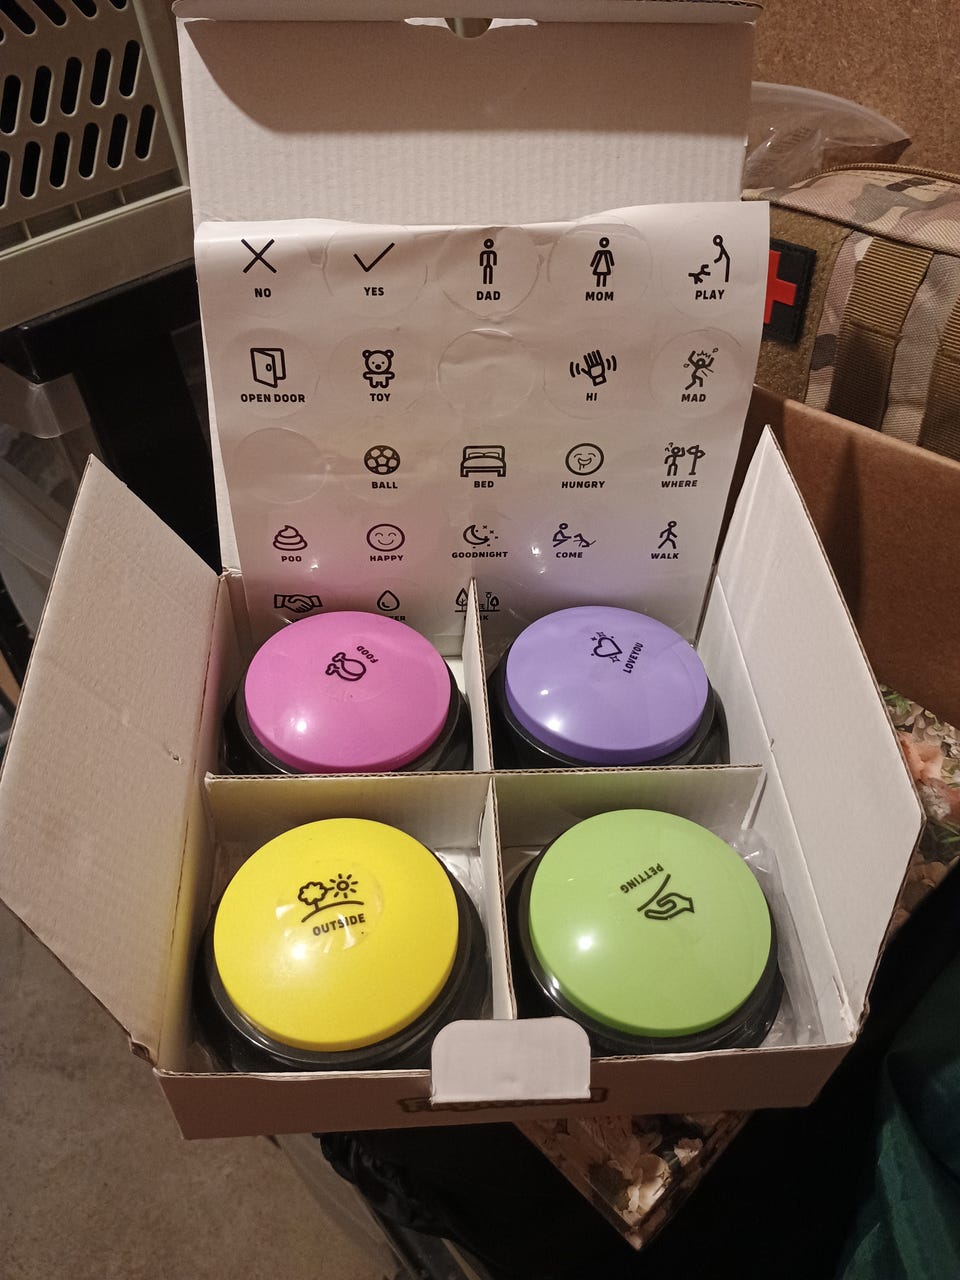 NO
YES
DAD
MOM
PLAY
OPEN DOOR
TOY
HI
MAD
BALL
BED
HUNGRY
WHERE
POO
HAPPY
GOODNIGHT
COME
WALK
FOOD
LOVEYOU
OUTSIDE
PETTING